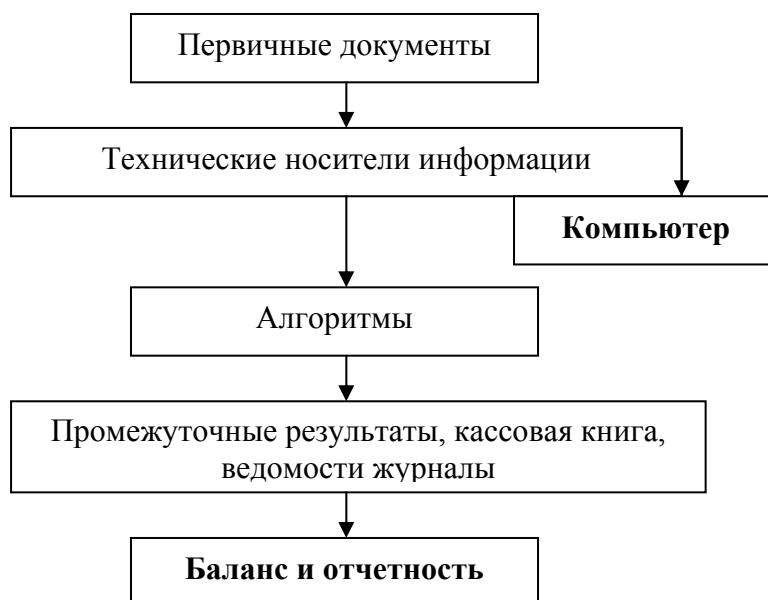 Первичные документы
Технические носители информации
Компьютер
Алгоритмы
Промежуточные результаты, кассовая книга,
ведомости журналы
Баланс и отчетность